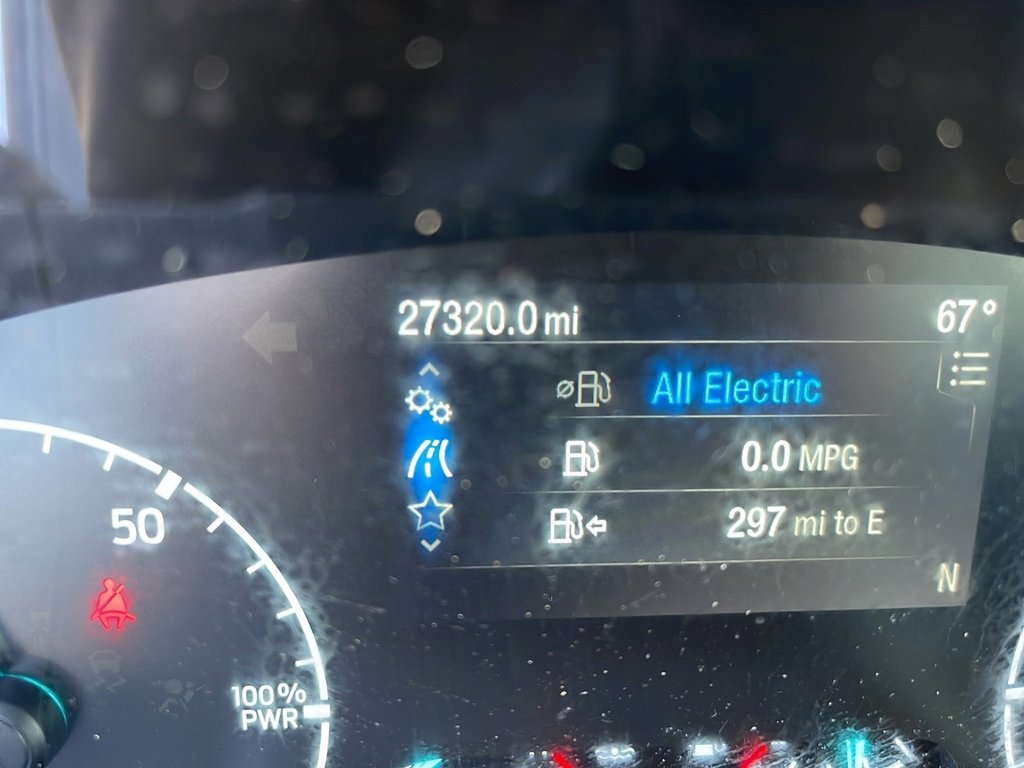 27320.0 mi
67°
All Electric
0.0 MPG
297 mi to E
N
50
100%
PWR